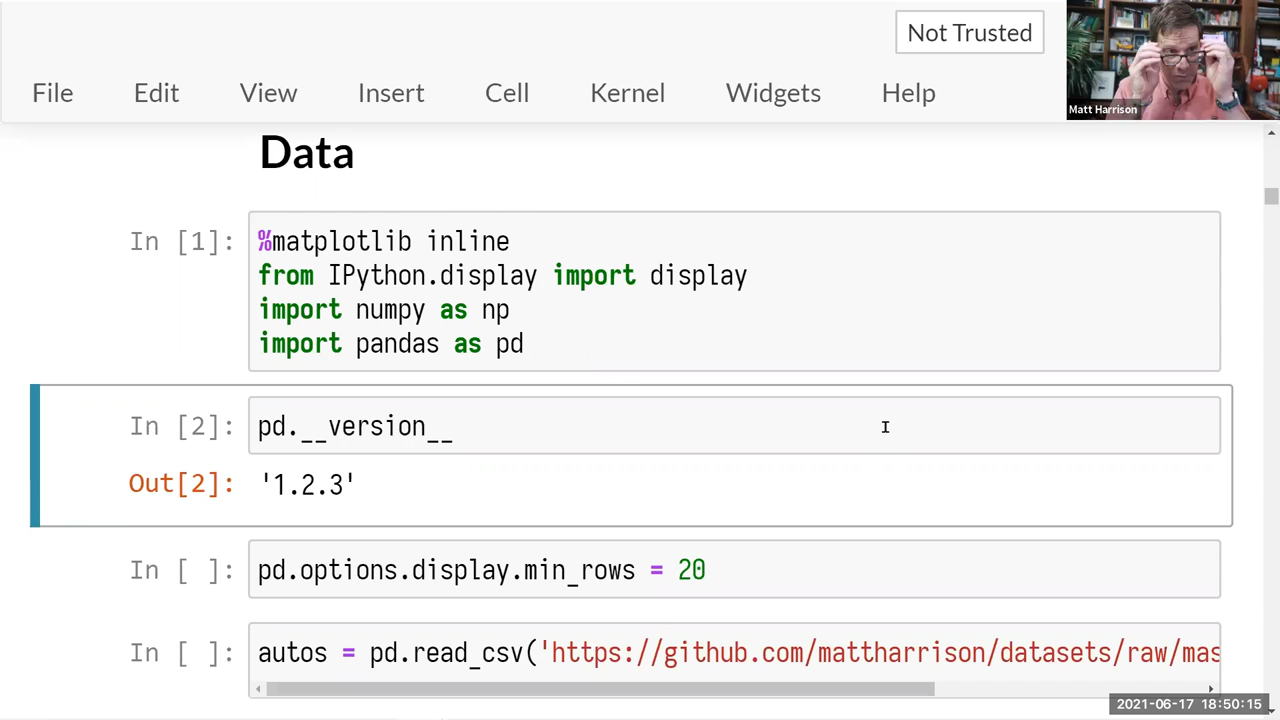 Not Trusted
File Edit View Insert Cell Kernel Widgets Help
Matt Harrison
Data
In [1]:
%matplotlib inline
from IPython.display import display
import numpy as np
import pandas as pd
In [2]:
pd.__version__
Out[2]:
'1.2.3'
In [ ]:
pd.options.display.min_rows = 20
In [ ]:
autos = pd.read_csv('https://github.com/mattharrison/datasets/raw/mas
2021-06-17 18:50:15